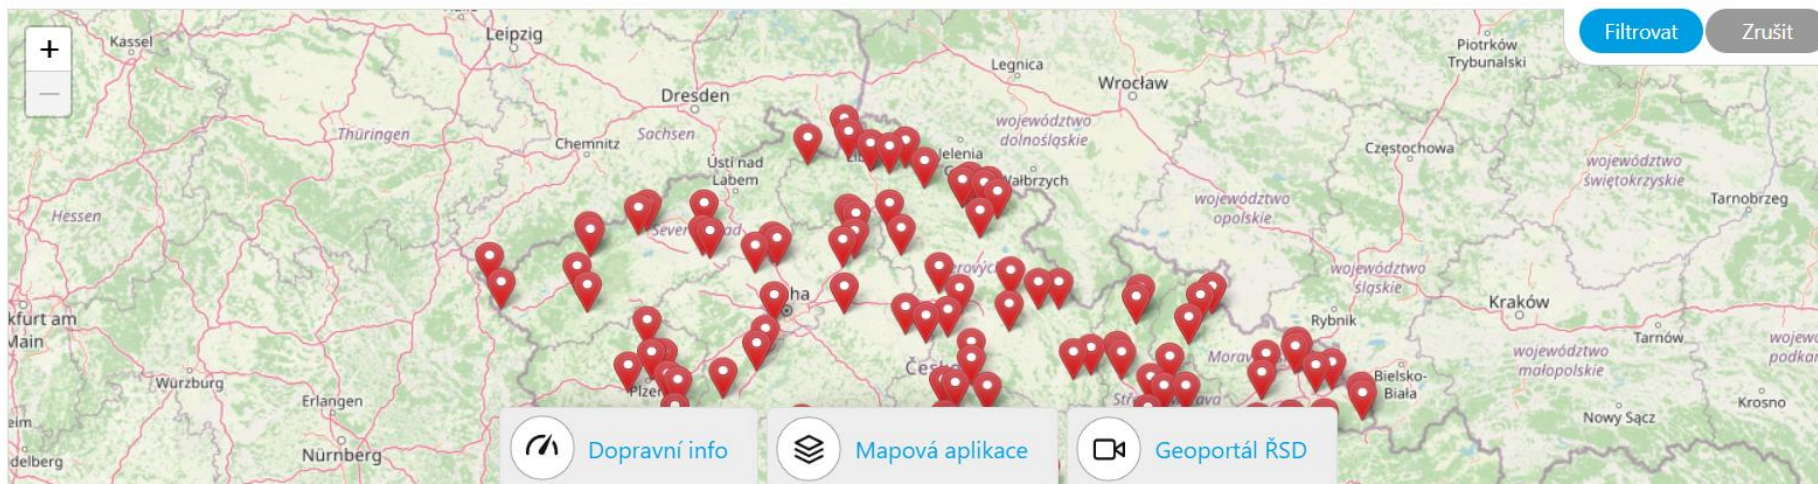 Filtrovat
Zrušit
+
−
Kassel
Leipzig
Piotrków
Trybunalski
Legnica
Wrocław
Dresden
Thüringen
Chemnitz
Sachsen
województwo
dolnośląskie
Częstochowa
województwo
świętokrzyskie
Jelenia
Wałbrzych
Ústí nad
Labem
Hessen
województwo
opolskie
Tarnobrzeg
województwo
śląskie
Kraków
kfurt am
Main
Rybnik
Tarnów
województwo
małopolskie
Würzburg
Plzeň
Bielsko-
Biała
Erlangen
Krosno
Nowy Sącz
Nürnberg
Dopravní info
Mapová aplikace
Geoportál ŘSD